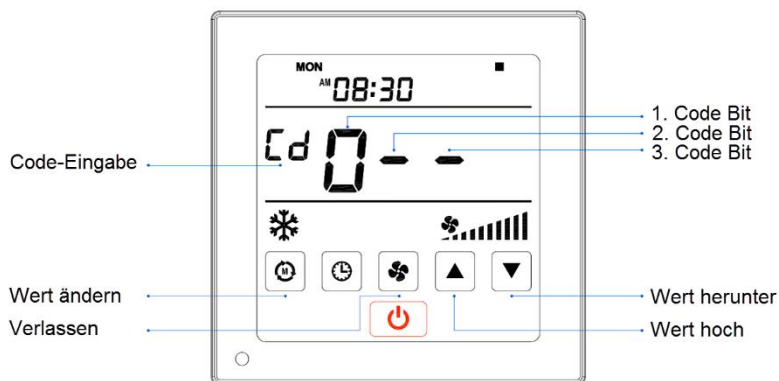 MON
AM 08:30
1. Code Bit
2. Code Bit
3. Code Bit
Cd 0 - -
Code-Eingabe
M
Wert ändern
Verlassen
Wert herunter
Wert hoch